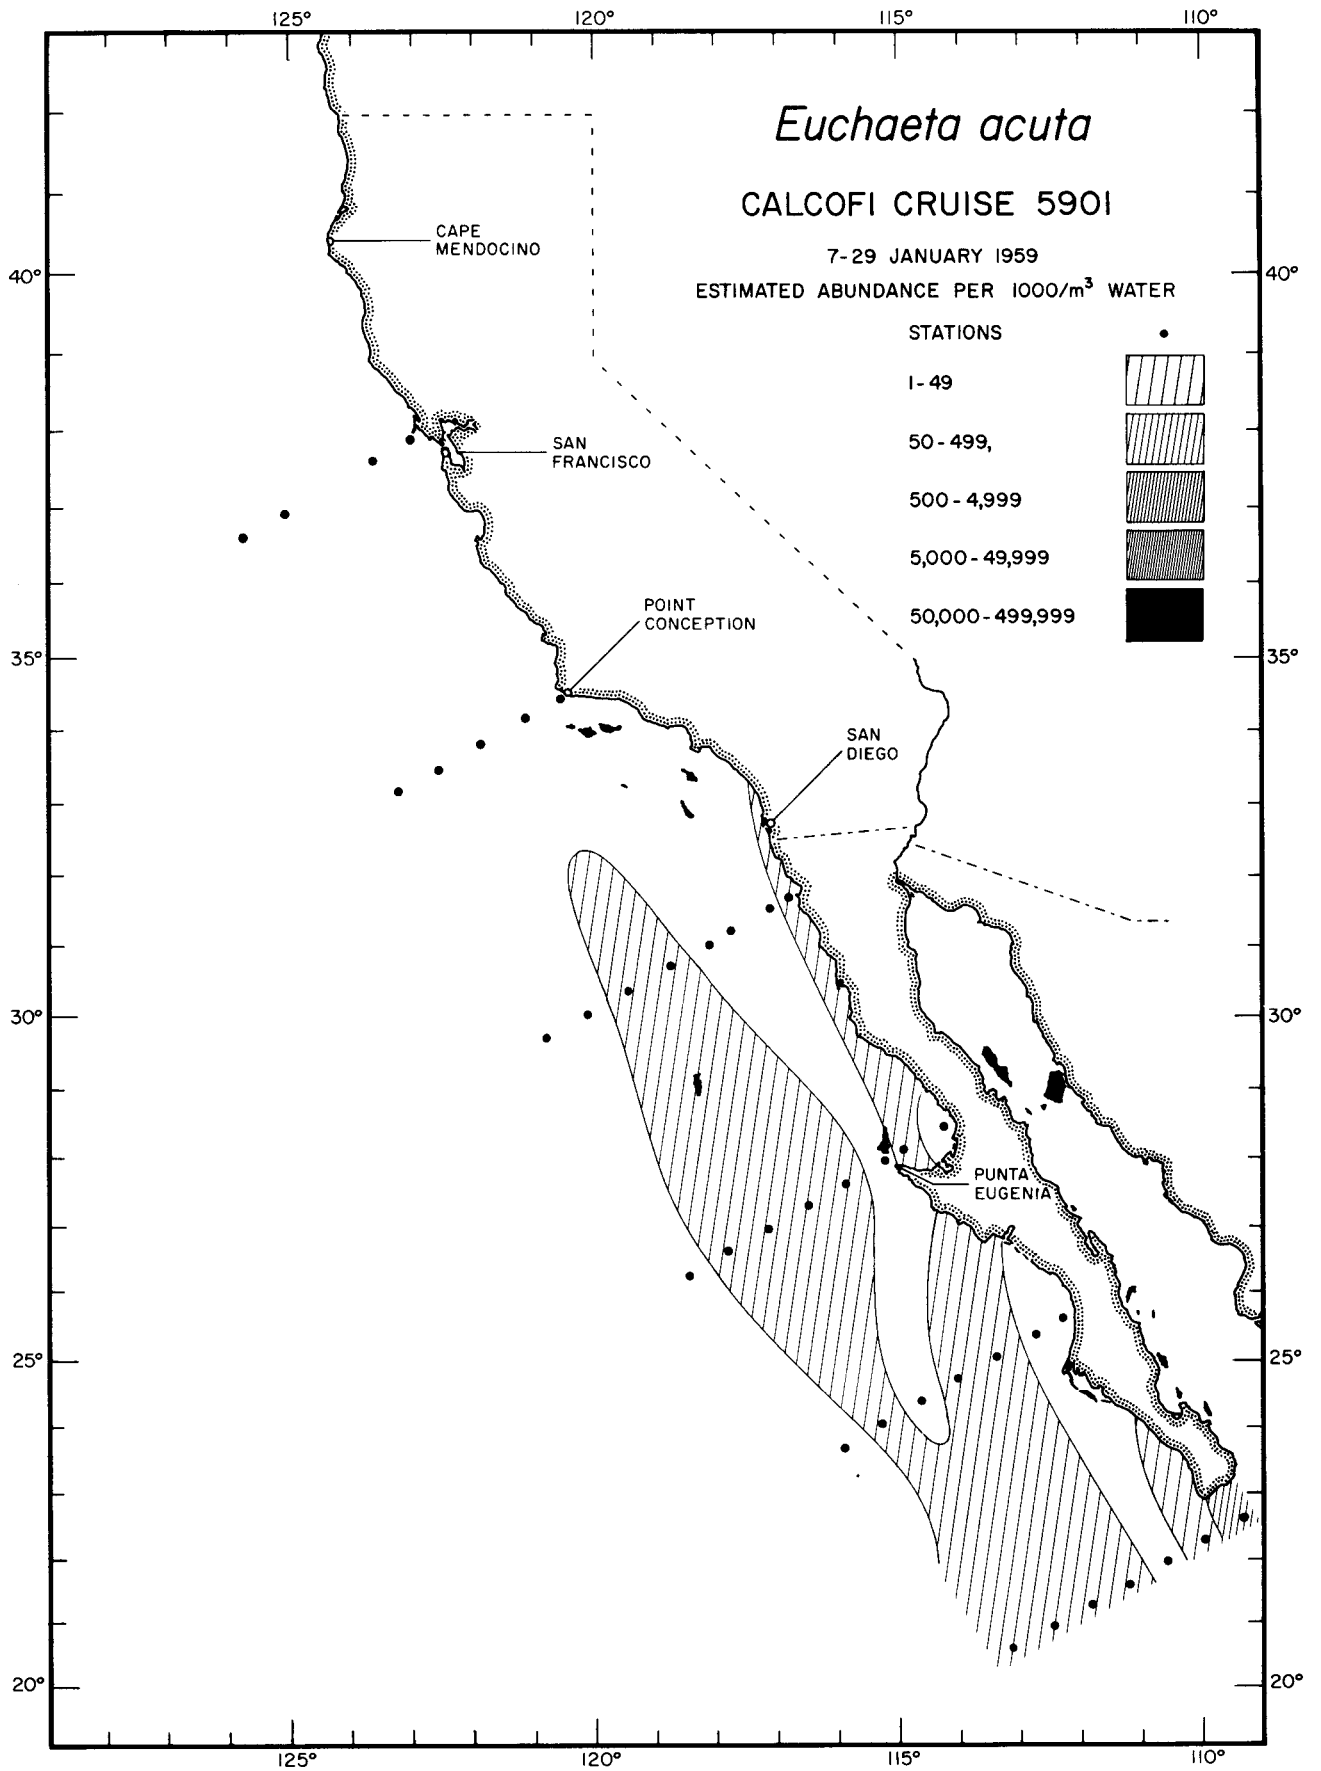 125° 120° 115° 110°
Euchaeta acuta
CALCOFI CRUISE 5901
7-29 JANUARY 1959
ESTIMATED ABUNDANCE PER 1000/m³ WATER
STATIONS
1-49
50-499,
500-4,999
5,000-49,999
50,000-499,999
CAPE
MENDOCINO
40° 40°
SAN
FRANCISCO
POINT
CONCEPTION
35° 35°
SAN
DIEGO
30° 30°
PUNTA
EUGENIA
25° 25°
20° 20°
125° 120° 115° 110°